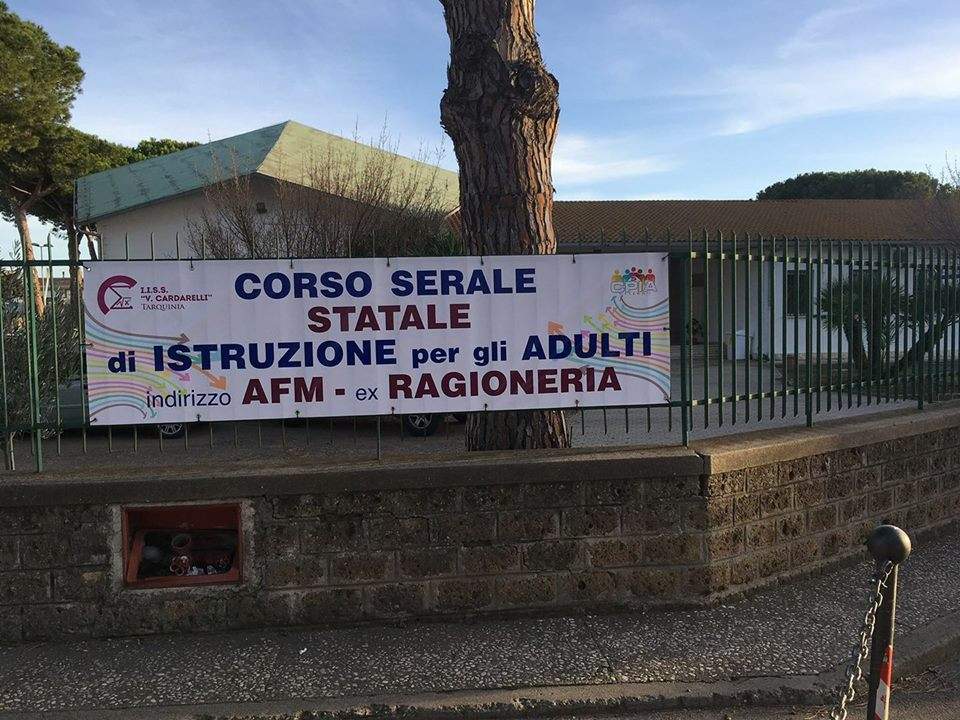 I.I.S.S.
"V. CARDARELLI"
TARQUINIA
CORSO SERALE
STATALE
di ISTRUZIONE per gli ADULTI
indirizzo AFM - ex RAGIONERIA
CPIA